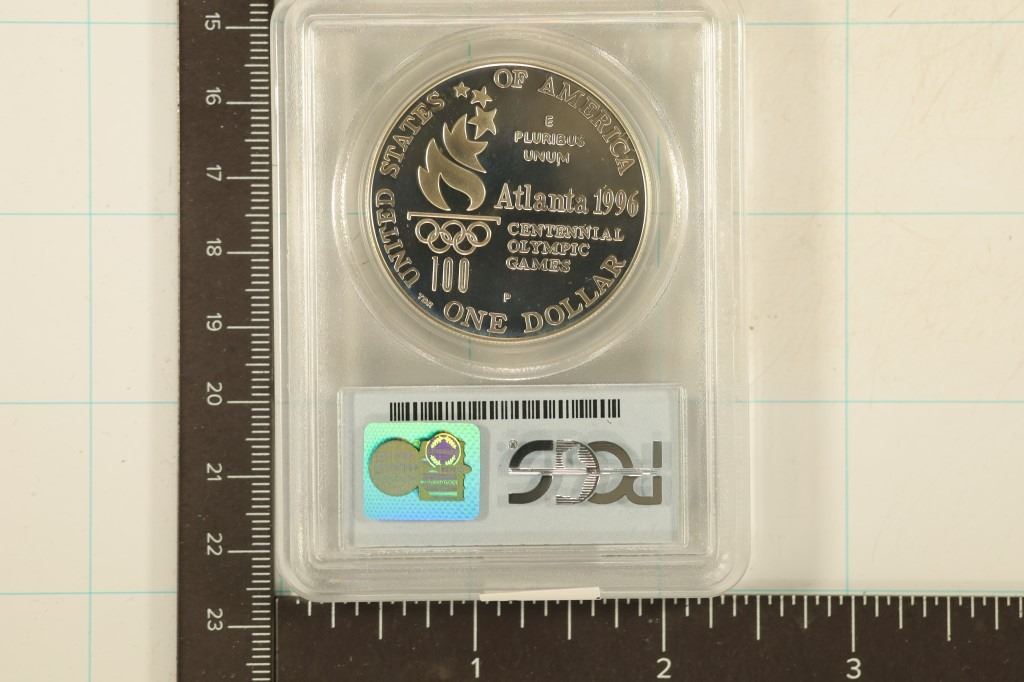 UNITED STATES OF AMERICA
E
PLURIBUS
UNUM
Atlanta 1996
CENTENNIAL
OLYMPIC
GAMES
100
P
TDR
ONE DOLLAR
PCGS
®
15
16
17
18
19
20
21
22
23
1
2
3